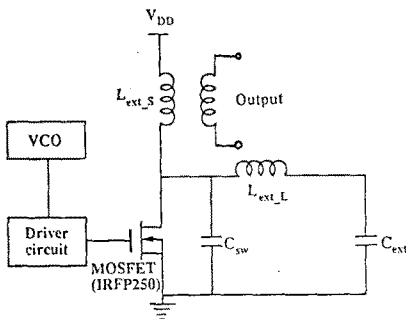 V_DD
L_ext_S
Output
VCO
L_ext_L
Driver
circuit
C_sw
C_ext
MOSFET
(IRFP250)